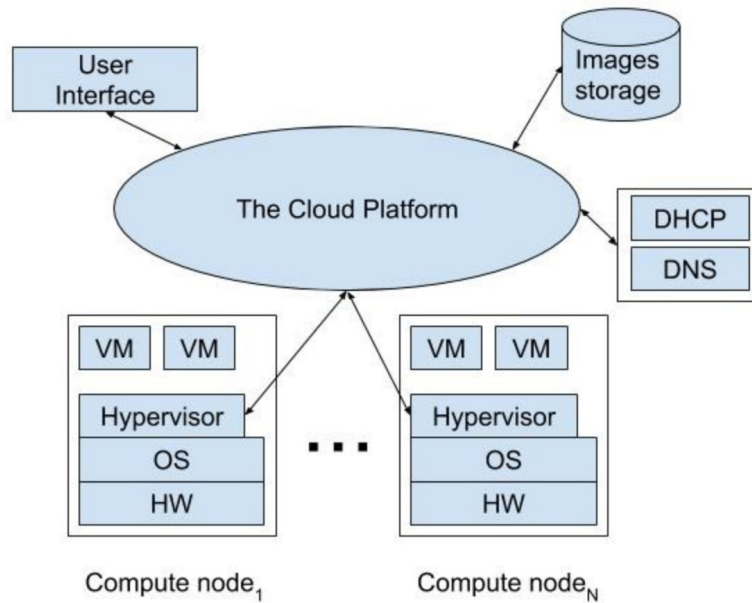 User
Interface
Images
storage
The Cloud Platform
DHCP
DNS
VM VM
Hypervisor
OS
HW
Compute node1
...
VM VM
Hypervisor
OS
HW
Compute nodeN